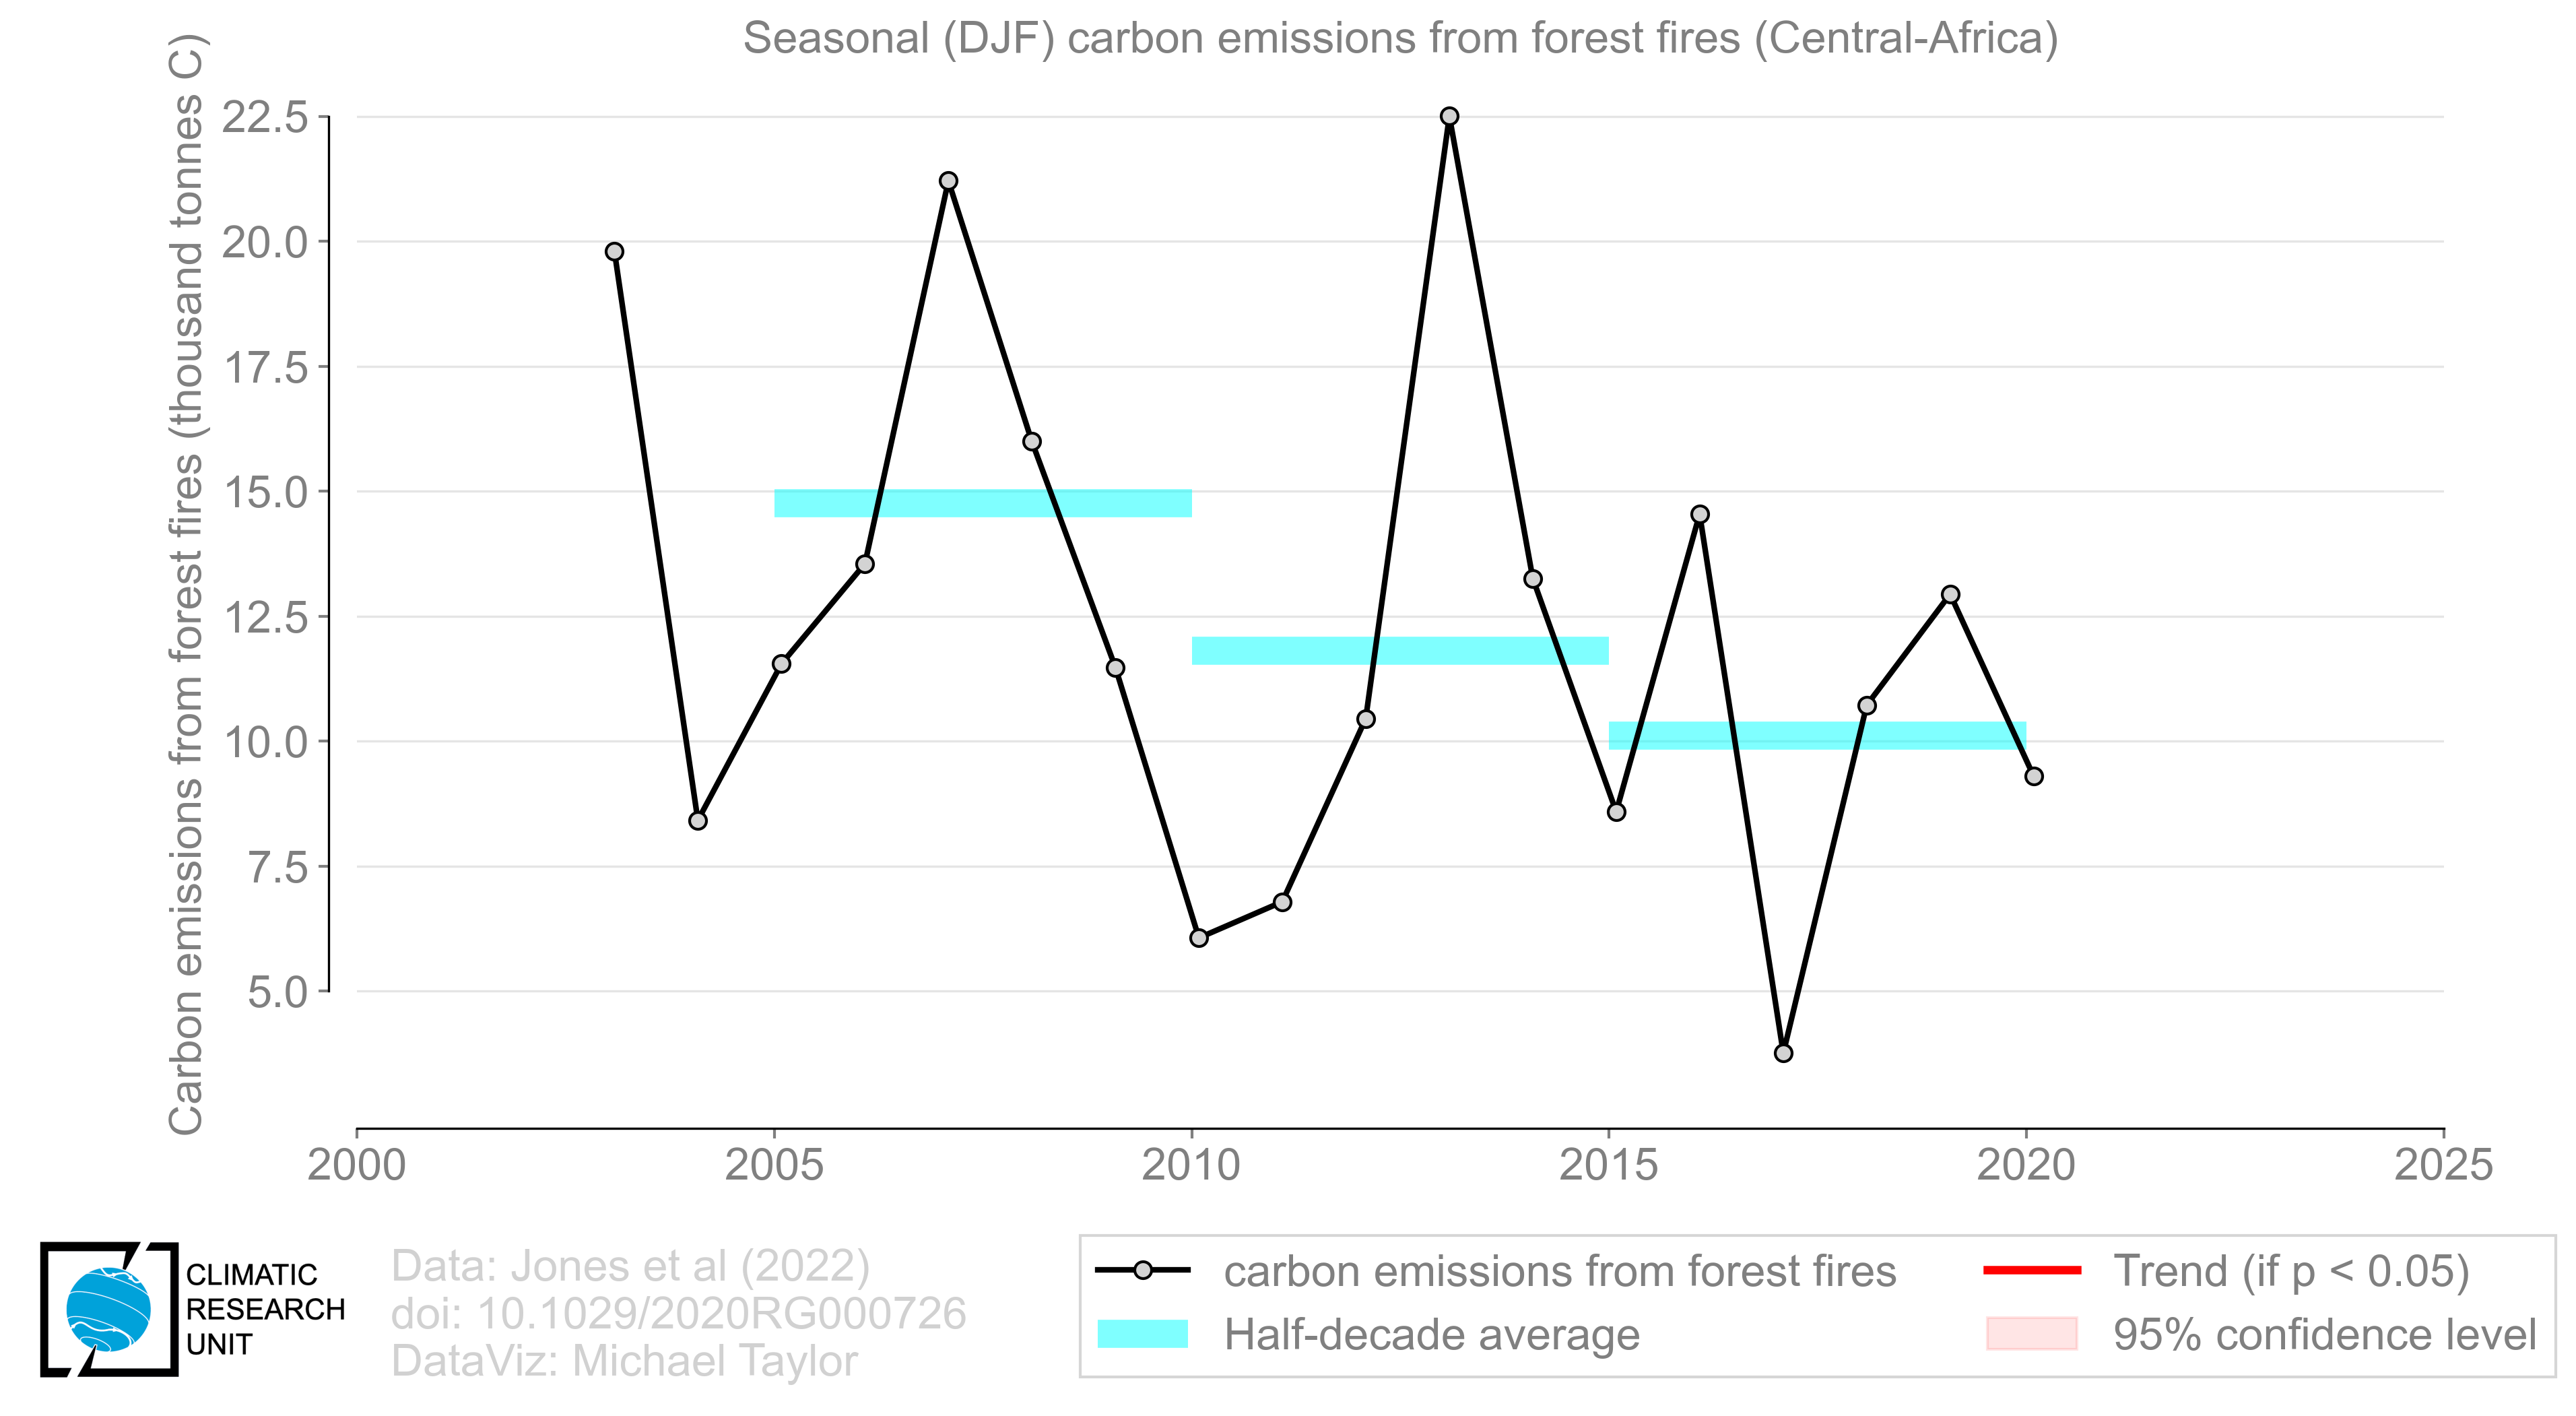 Seasonal (DJF) carbon emissions from forest fires (Central-Africa)
Carbon emissions from forest fires (thousand tonnes C)
22.5
20.0
17.5
15.0
12.5
10.0
7.5
5.0
2000 2005 2010 2015 2020 2025
CLIMATIC
RESEARCH
UNIT
Data: Jones et al (2022)
doi: 10.1029/2020RG000726
DataViz: Michael Taylor
carbon emissions from forest fires
Half-decade average
Trend (if p < 0.05)
95% confidence level